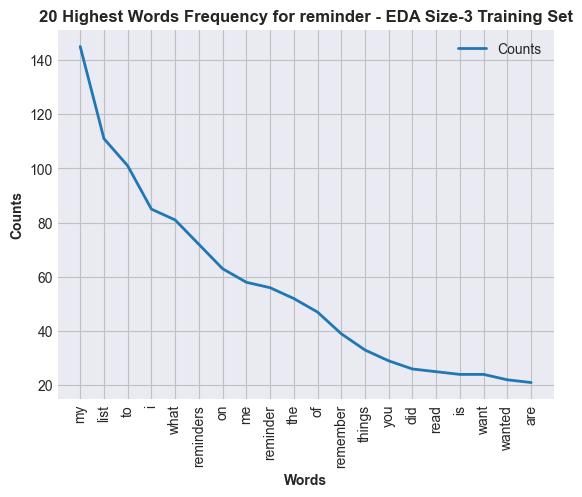 20 Highest Words Frequency for reminder - EDA Size-3 Training Set
Counts
140
120
100
80
60
40
20
Counts
my
list
to
i
what
reminders
on
me
reminder
the
of
remember
things
you
did
read
is
want
wanted
are
Words